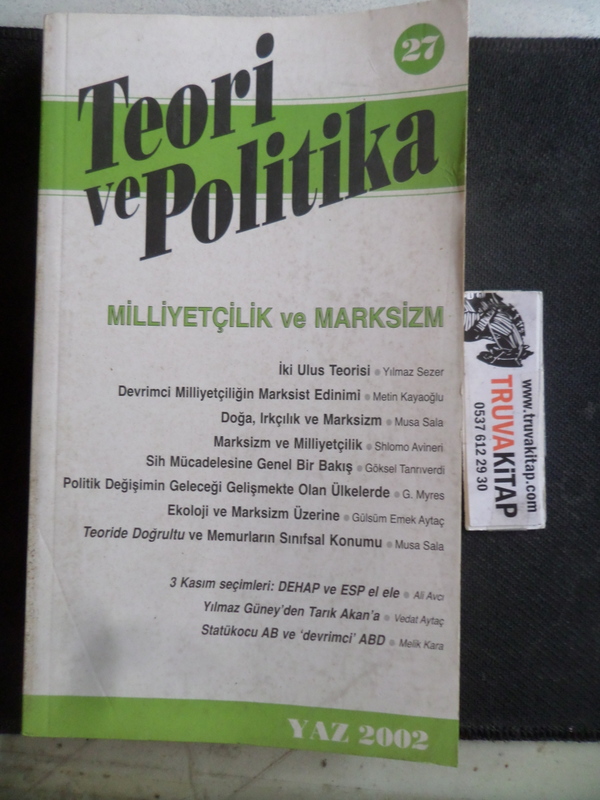 27
Teori
ve Politika
MİLLİYETÇİLİK ve MARKSİZM
İki Ulus Teorisi • Yılmaz Sezer
Devrimci Milliyetçiliğin Marksist Edinimi • Metin Kayaoğlu
Doğa, Irkçılık ve Marksizm • Musa Sala
Marksizm ve Milliyetçilik • Shlomo Avineri
Sih Mücadelesine Genel Bir Bakış • Göksel Tanrıverdi
Politik Değişimin Geleceği Gelişmekte Olan Ülkelerde • G. Myres
Ekoloji ve Marksizm Üzerine • Gülsüm Emek Aytaç
Teoride Doğrultu ve Memurların Sınıfsal Konumu • Musa Sala
3 Kasım seçimleri: DEHAP ve ESP el ele • Ali Avcı
Yılmaz Güney'den Tarık Akan'a • Vedat Aytaç
Statükocu AB ve 'devrimci' ABD • Melik Kara
YAZ 2002
www.truvakitap.com
TRUVAKİTAP
0537 612 29 30